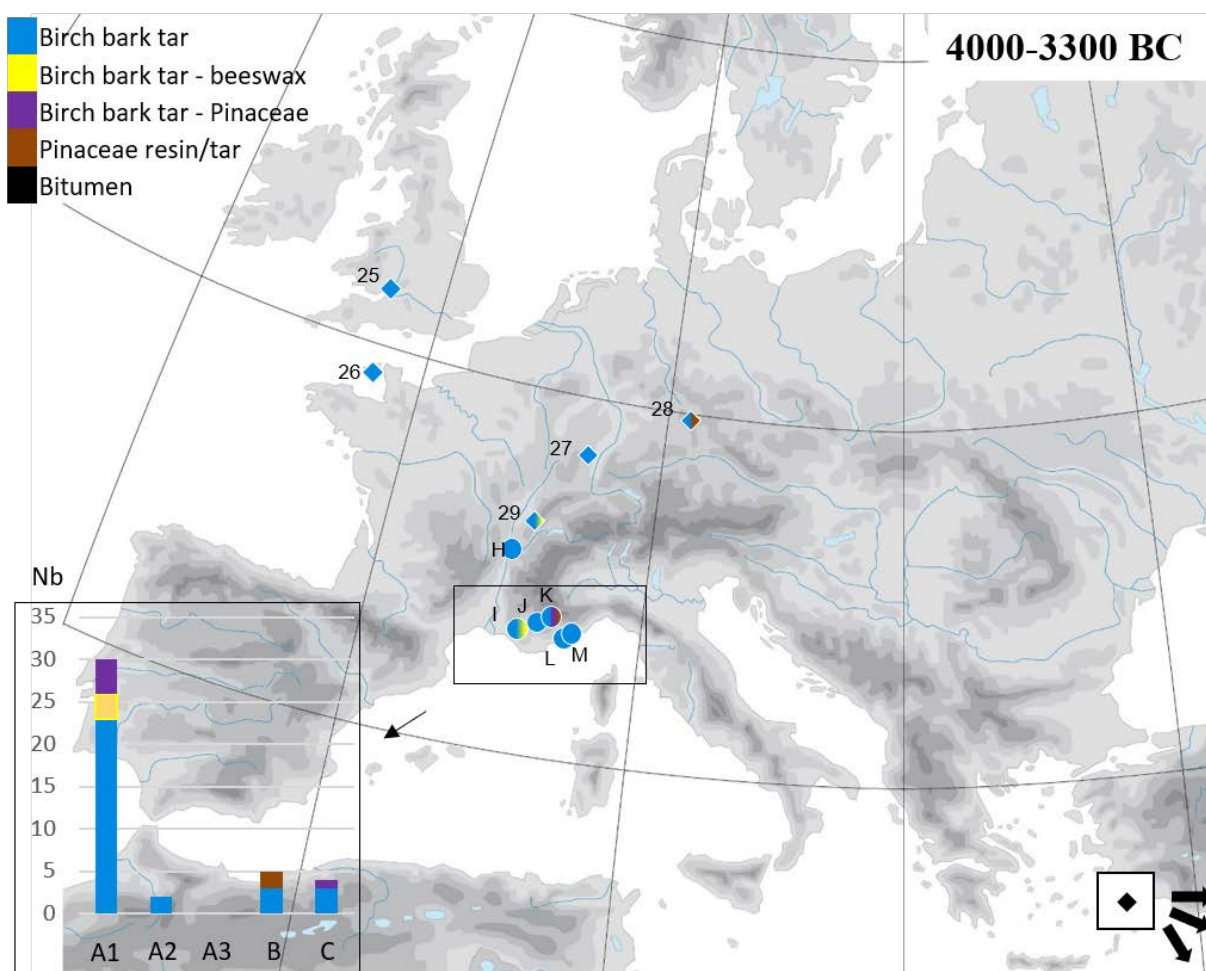 Birch bark tar
Birch bark tar - beeswax
Birch bark tar - Pinaceae
Pinaceae resin/tar
Bitumen
4000-3300 BC
25
26
28
27
29
H
K
J
I
L
M
Nb
35
30
25
20
15
10
5
0
A1 A2 A3 B C